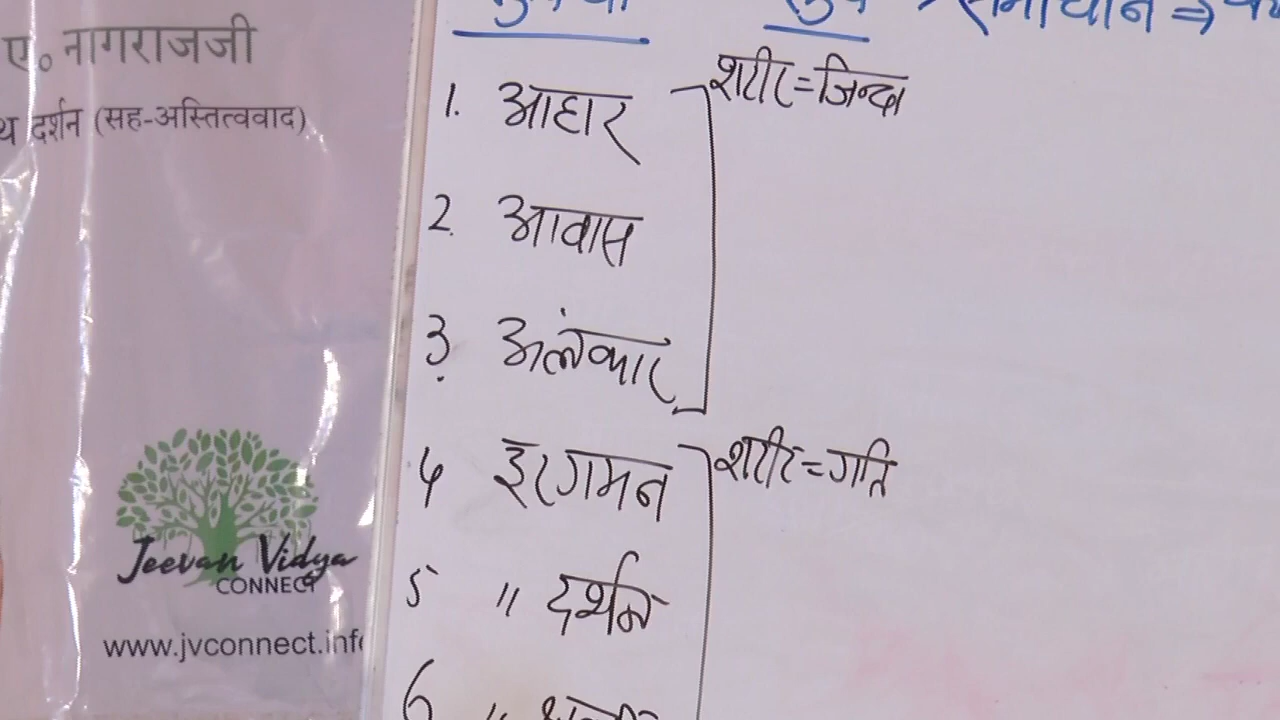 ए० नागराजजी
थ दर्शन (सह-अस्तित्ववाद)
Jeevan Vidya
CONNECT
www.jvconnect.info
समाधान ⇒
1. आहार
शरीर=जिन्दा
2. आवास
3. अलंकार
4 दूरगमन
शरीर=गति
5 〃 दर्शन
6 〃